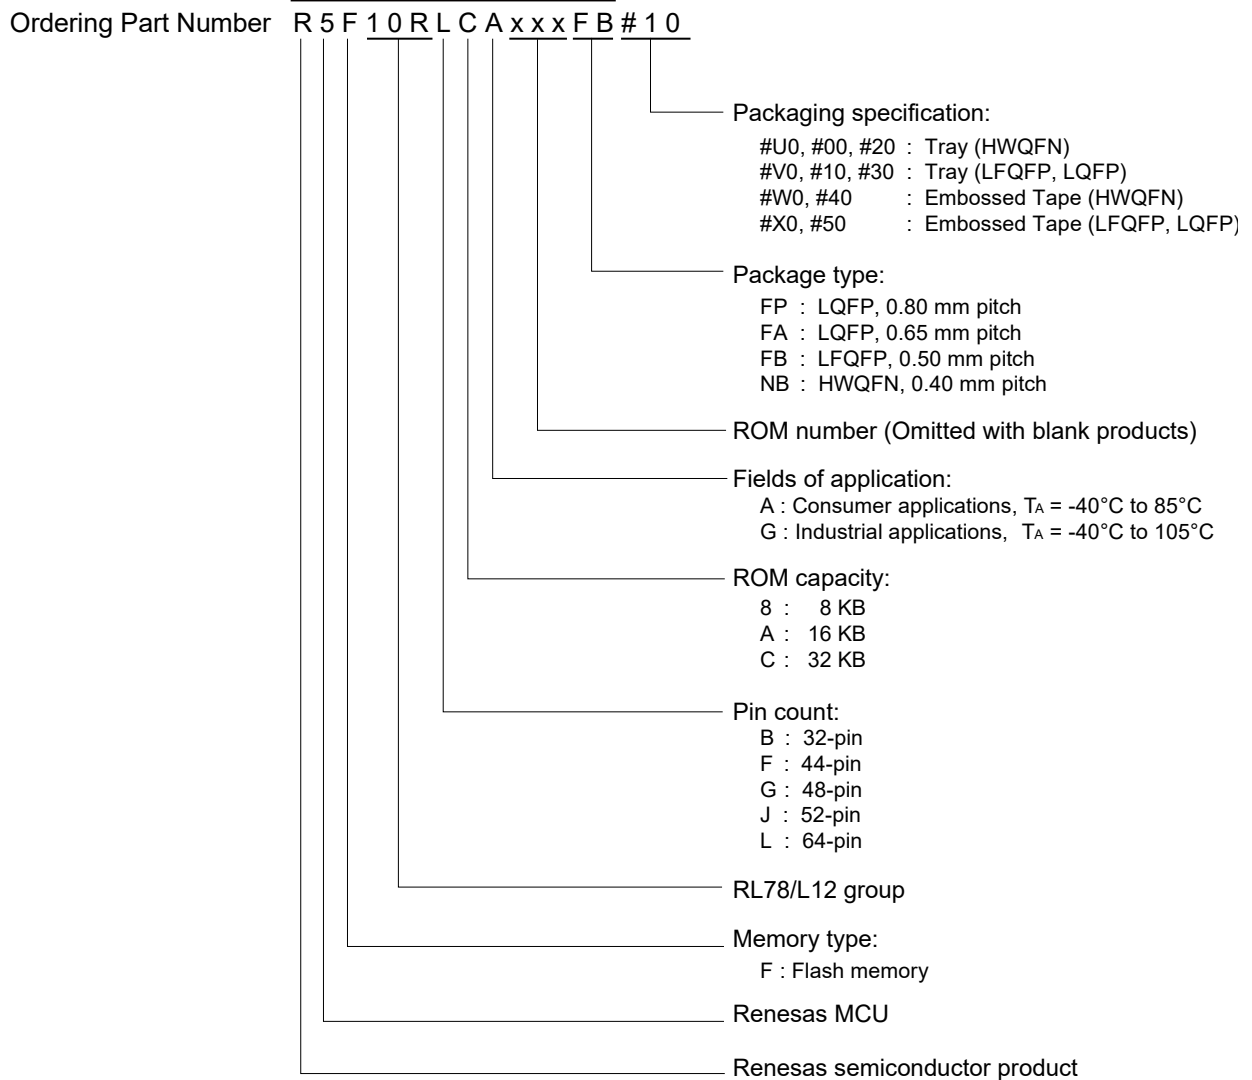 Ordering Part Number R 5 F 1 0 R L C A x x x F B # 1 0
Packaging specification:
#U0, #00, #20 : Tray (HWQFN)
#V0, #10, #30 : Tray (LFQFP, LQFP)
#W0, #40 : Embossed Tape (HWQFN)
#X0, #50 : Embossed Tape (LFQFP, LQFP)
Package type:
FP : LQFP, 0.80 mm pitch
FA : LQFP, 0.65 mm pitch
FB : LFQFP, 0.50 mm pitch
NB : HWQFN, 0.40 mm pitch
ROM number (Omitted with blank products)
Fields of application:
A : Consumer applications, TA = -40°C to 85°C
G : Industrial applications, TA = -40°C to 105°C
ROM capacity:
8 : 8 KB
A : 16 KB
C : 32 KB
Pin count:
B : 32-pin
F : 44-pin
G : 48-pin
J : 52-pin
L : 64-pin
RL78/L12 group
Memory type:
F : Flash memory
Renesas MCU
Renesas semiconductor product